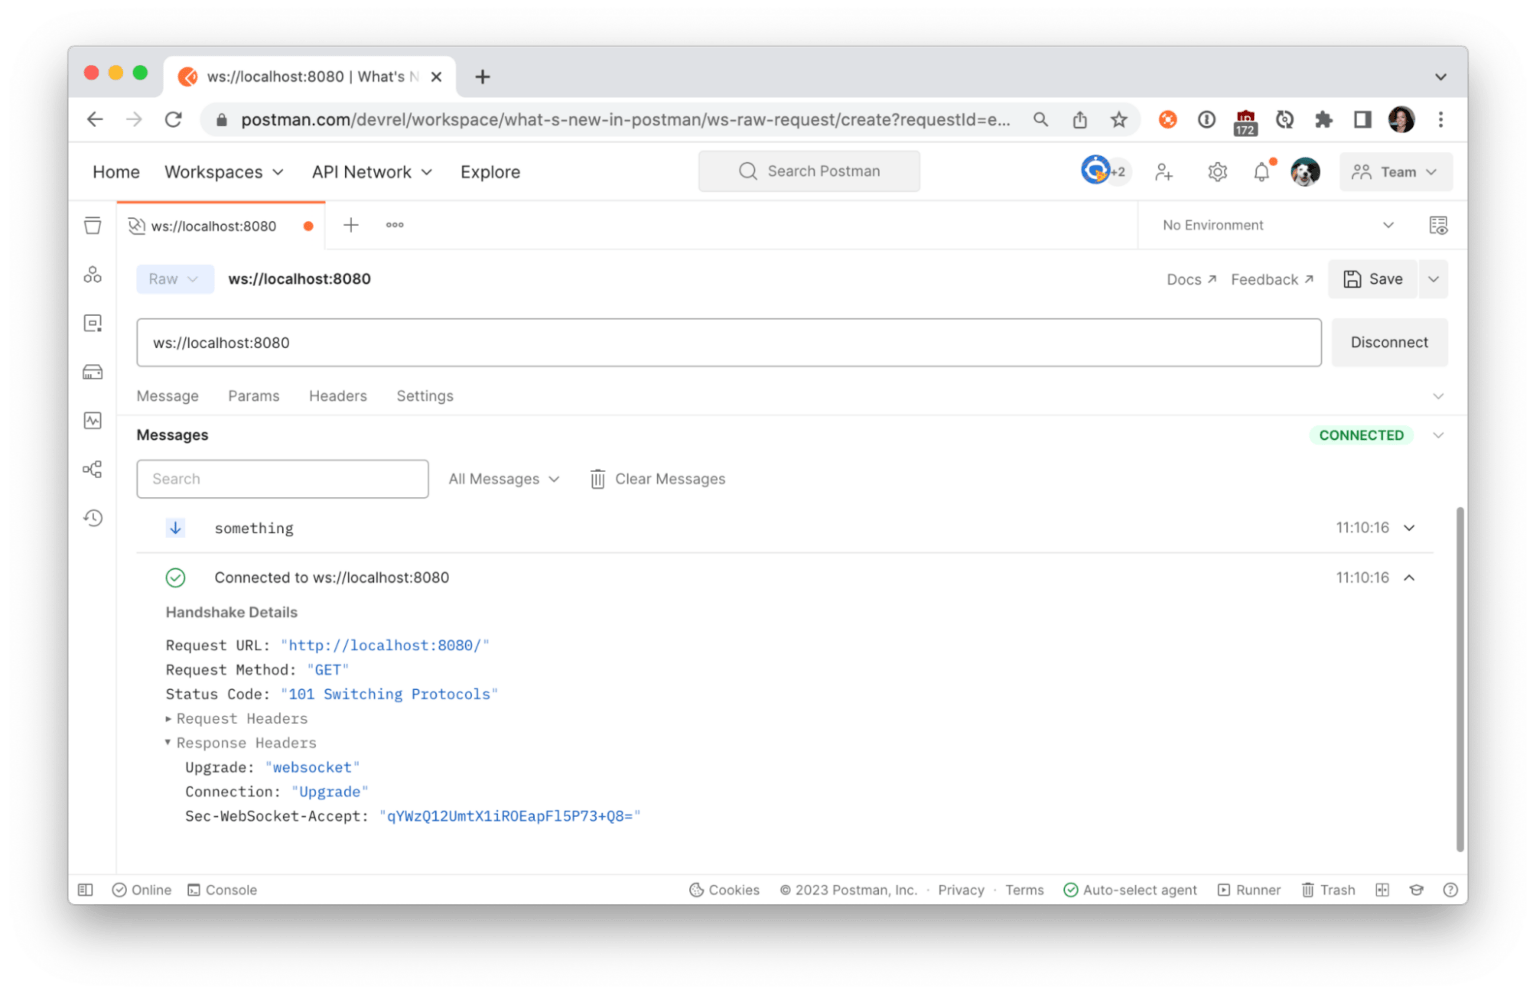 ws://localhost:8080 | What's N
postman.com/devrel/workspace/what-s-new-in-postman/ws-raw-request/create?requestId=e...
172
Home Workspaces API Network Explore Search Postman +2 Team
ws://localhost:8080 No Environment
Raw ws://localhost:8080 Docs Feedback Save
ws://localhost:8080 Disconnect
Message Params Headers Settings
Messages CONNECTED
Search All Messages Clear Messages
something 11:10:16
Connected to ws://localhost:8080 11:10:16
Handshake Details
Request URL: "http://localhost:8080/"
Request Method: "GET"
Status Code: "101 Switching Protocols"
Request Headers
Response Headers
Upgrade: "websocket"
Connection: "Upgrade"
Sec-WebSocket-Accept: "qYWzQ12UmtX1iROEapFl5P73+Q8="
Online Console Cookies © 2023 Postman, Inc. · Privacy · Terms Auto-select agent Runner Trash